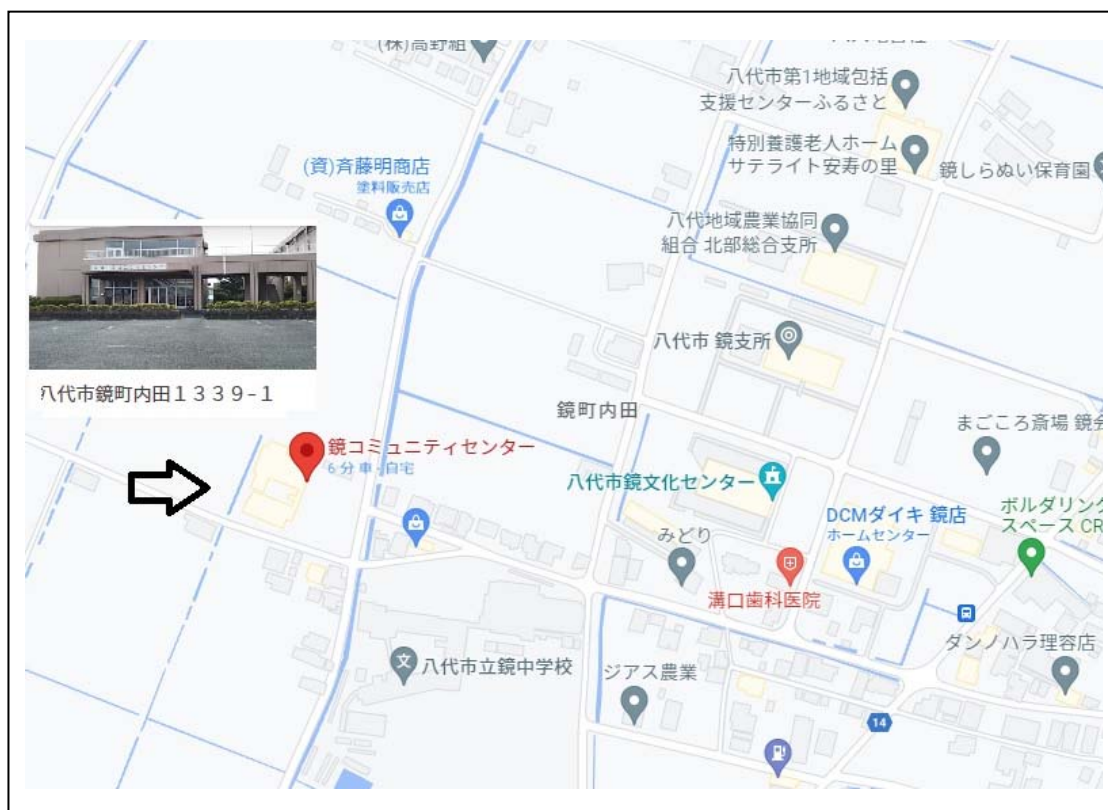 (株)高野組
八代市第1地域包括
支援センターふるさと
特別養護老人ホーム
サテライト安寿の里
鏡しらぬい保育園
(資)斉藤明商店
塗料販売店
八代地域農業協同
組合 北部総合支所
八代市 鏡支所
八代市鏡町内田1339-1
鏡町内田
まごころ斎場 鏡会
鏡コミュニティセンター
6分 車 - 自宅
八代市鏡文化センター
DCMダイキ 鏡店
ホームセンター
ボルダリング
スペース CR
みどり
溝口歯科医院
ダンノハラ理容店
文
八代市立鏡中学校
ジアス農業
14